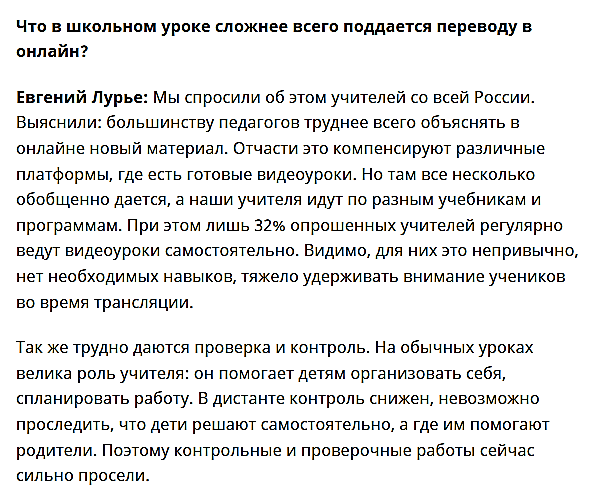 Что в школьном уроке сложнее всего поддается переводу в
онлайн?
Евгений Лурье: Мы спросили об этом учителей со всей России.
Выяснили: большинству педагогов труднее всего объяснять в
онлайне новый материал. Отчасти это компенсируют различные
платформы, где есть готовые видеоуроки. Но там все несколько
обобщенно дается, а наши учителя идут по разным учебникам и
программам. При этом лишь 32% опрошенных учителей регулярно
ведут видеоуроки самостоятельно. Видимо, для них это непривычно,
нет необходимых навыков, тяжело удерживать внимание учеников
во время трансляции.
Так же трудно даются проверка и контроль. На обычных уроках
велика роль учителя: он помогает детям организовать себя,
спланировать работу. В дистанте контроль снижен, невозможно
проследить, что дети решают самостоятельно, а где им помогают
родители. Поэтому контрольные и проверочные работы сейчас
сильно просели.